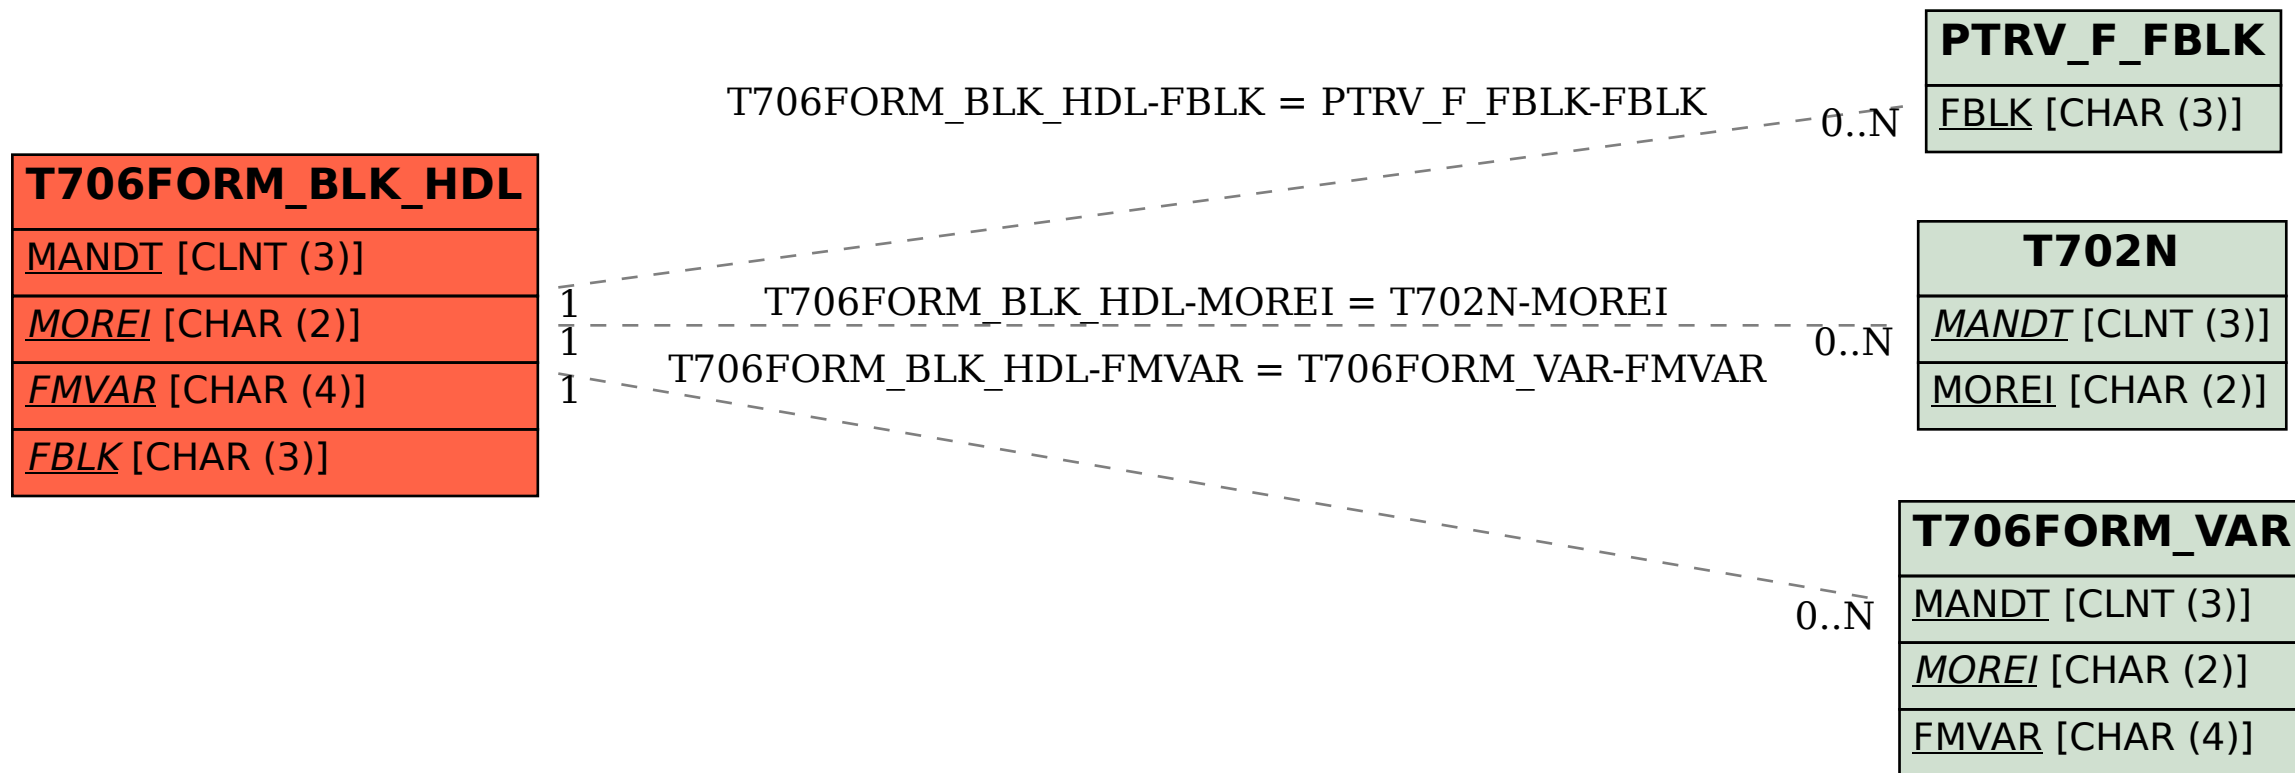 T706FORM_BLK_HDL
MANDT [CLNT (3)]
MOREI [CHAR (2)]
FMVAR [CHAR (4)]
FBLK [CHAR (3)]
T706FORM_BLK_HDL-FBLK = PTRV_F_FBLK-FBLK
1
0..N
T706FORM_BLK_HDL-MOREI = T702N-MOREI
1
0..N
T706FORM_BLK_HDL-FMVAR = T706FORM_VAR-FMVAR
1
0..N
PTRV_F_FBLK
FBLK [CHAR (3)]
T702N
MANDT [CLNT (3)]
MOREI [CHAR (2)]
T706FORM_VAR
MANDT [CLNT (3)]
MOREI [CHAR (2)]
FMVAR [CHAR (4)]